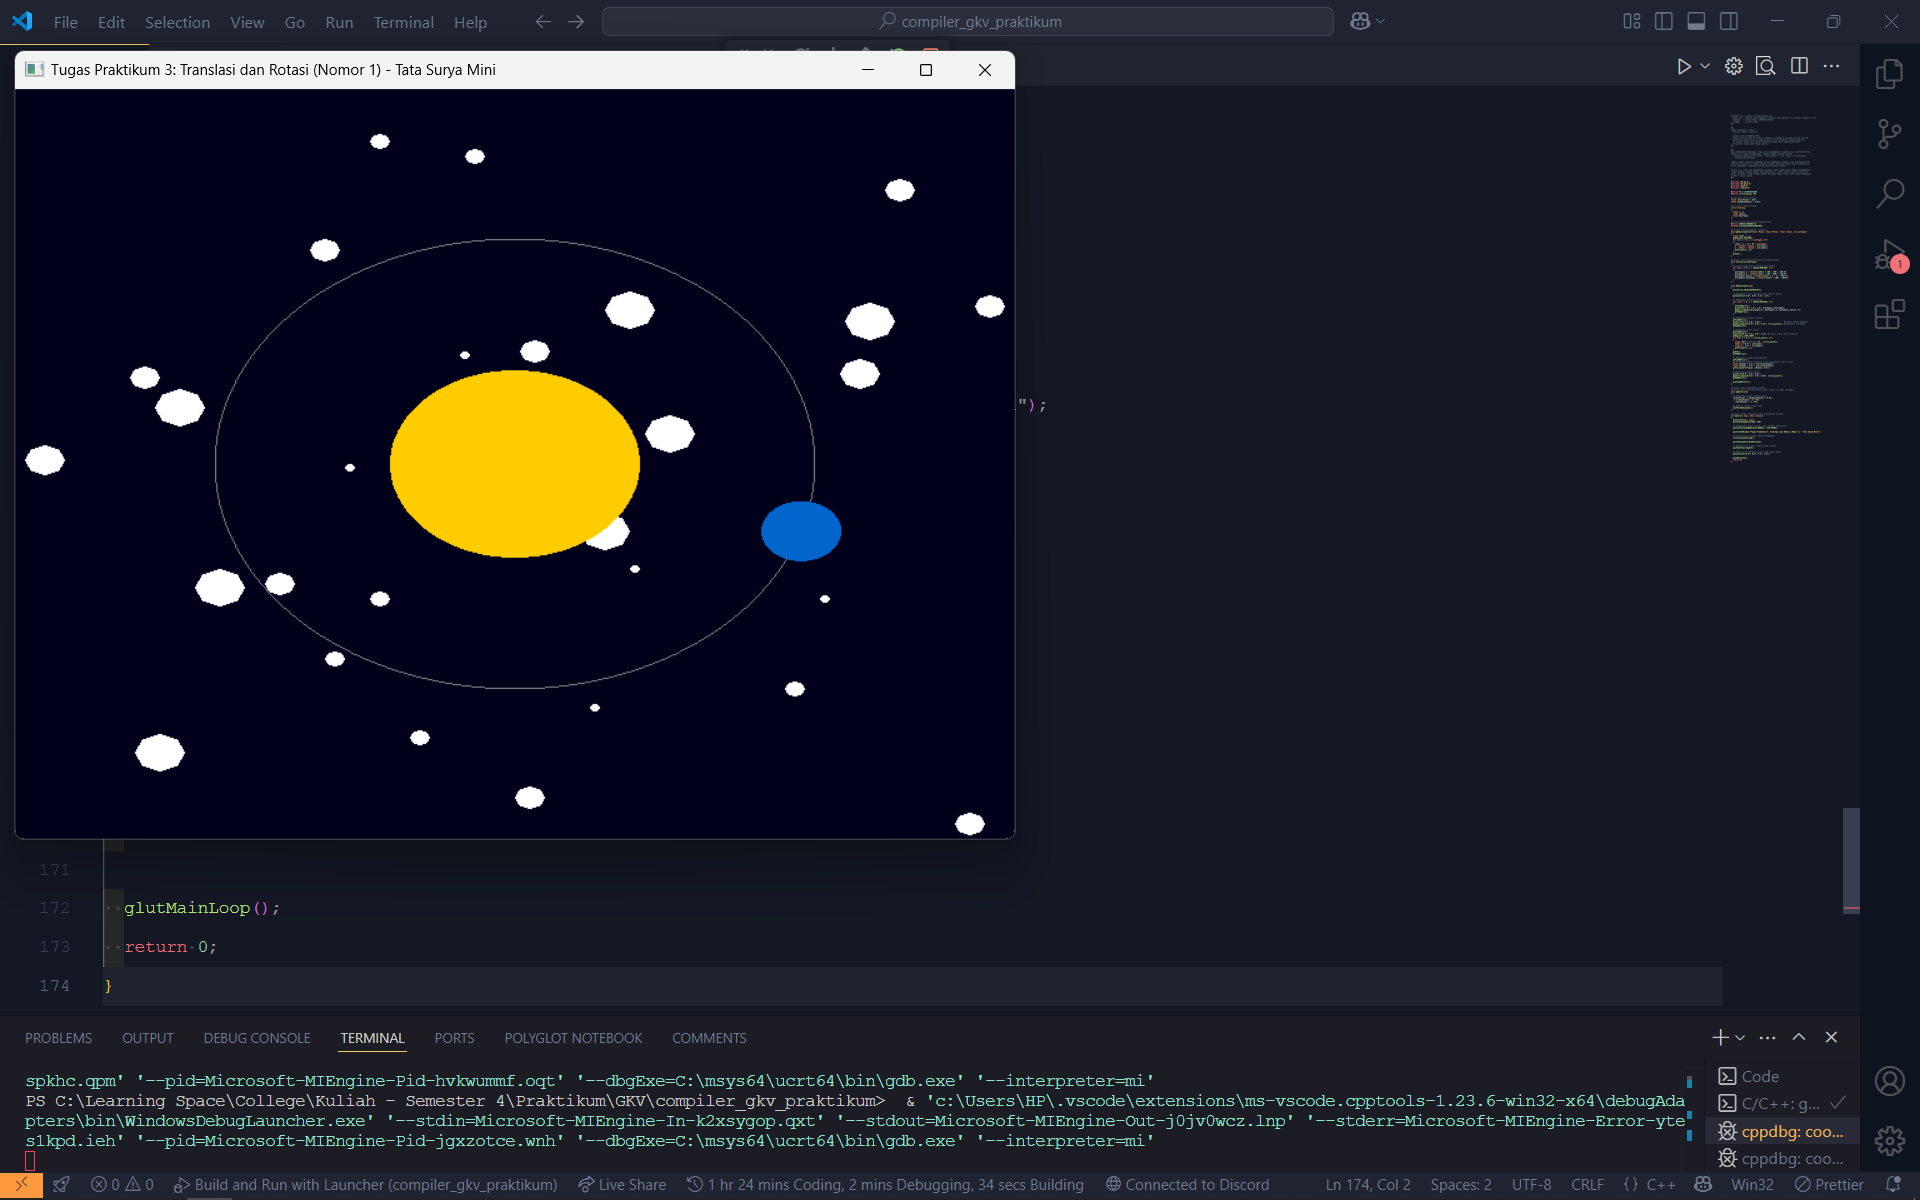 File Edit Selection View Go Run Terminal Help
compiler_gkv_praktikum
Tugas Praktikum 3: Translasi dan Rotasi (Nomor 1) - Tata Surya Mini
1
");
171
172 glutMainLoop();
173 return 0;
174 }
PROBLEMS OUTPUT DEBUG CONSOLE TERMINAL PORTS POLYGLOT NOTEBOOK COMMENTS
spkhc.qpm' '--pid=Microsoft-MIEngine-Pid-hvkwummf.oqt' '--dbgExe=C:\msys64\ucrt64\bin\gdb.exe' '--interpreter=mi'
PS C:\Learning Space\College\Kuliah - Semester 4\Praktikum\GKV\compiler_gkv_praktikum> & 'c:\Users\HP\.vscode\extensions\ms-vscode.cpptools-1.23.6-win32-x64\debugAda
pters\bin\WindowsDebugLauncher.exe' '--stdin=Microsoft-MIEngine-In-k2xsygop.qxt' '--stdout=Microsoft-MIEngine-Out-j0jv0wcz.lnp' '--stderr=Microsoft-MIEngine-Error-yte
s1kpd.ieh' '--pid=Microsoft-MIEngine-Pid-jgxzotce.wnh' '--dbgExe=C:\msys64\ucrt64\bin\gdb.exe' '--interpreter=mi'
Code
C/C++: g...
cppdbg: coo...
cppdbg: coo...
0 0 Build and Run with Launcher (compiler_gkv_praktikum) Live Share 1 hr 24 mins Coding, 2 mins Debugging, 34 secs Building Connected to Discord Ln 174, Col 2 Spaces: 2 UTF-8 CRLF {} C++ Win32 Prettier